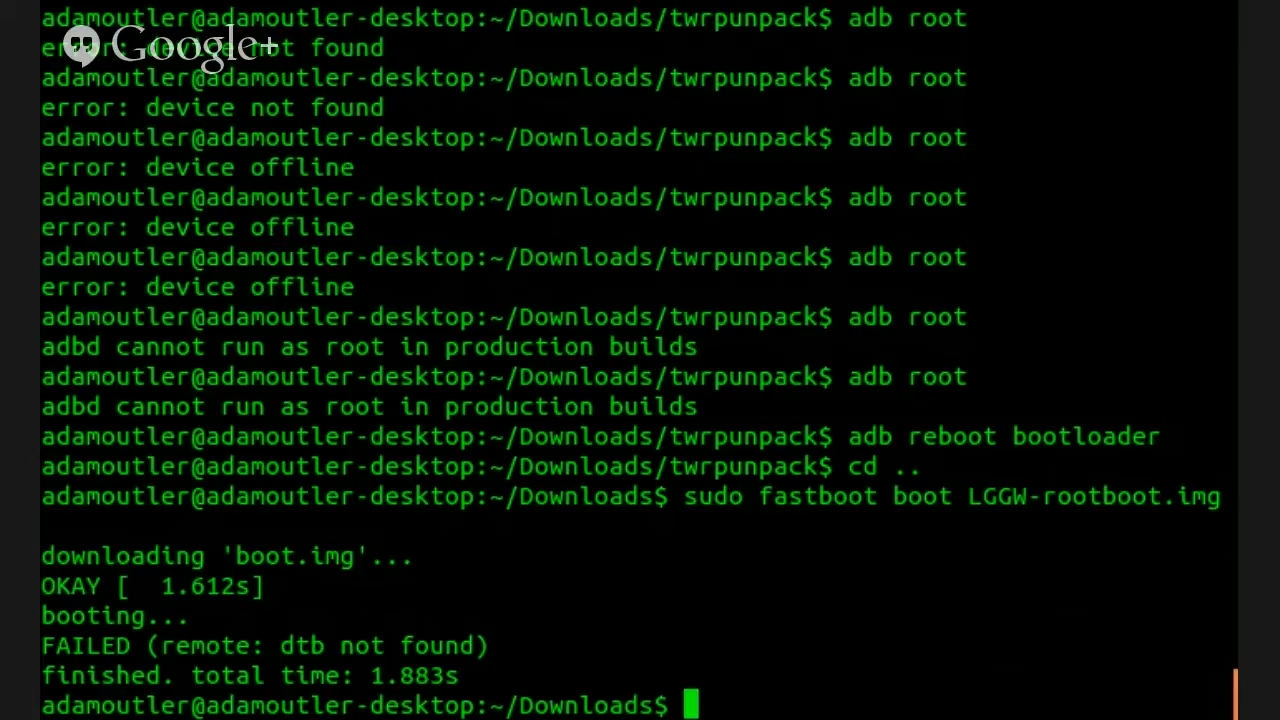 adamoutler@adamoutler-desktop:~/Downloads/twrpunpack$ adb root
Google+
error: device not found
adamoutler@adamoutler-desktop:~/Downloads/twrpunpack$ adb root
error: device not found
adamoutler@adamoutler-desktop:~/Downloads/twrpunpack$ adb root
error: device offline
adamoutler@adamoutler-desktop:~/Downloads/twrpunpack$ adb root
error: device offline
adamoutler@adamoutler-desktop:~/Downloads/twrpunpack$ adb root
error: device offline
adamoutler@adamoutler-desktop:~/Downloads/twrpunpack$ adb root
adbd cannot run as root in production builds
adamoutler@adamoutler-desktop:~/Downloads/twrpunpack$ adb root
adbd cannot run as root in production builds
adamoutler@adamoutler-desktop:~/Downloads/twrpunpack$ adb reboot bootloader
adamoutler@adamoutler-desktop:~/Downloads/twrpunpack$ cd ..
adamoutler@adamoutler-desktop:~/Downloads$ sudo fastboot boot LGGW-rootboot.img
downloading 'boot.img'...
OKAY [  1.612s]
booting...
FAILED (remote: dtb not found)
finished. total time: 1.883s
adamoutler@adamoutler-desktop:~/Downloads$